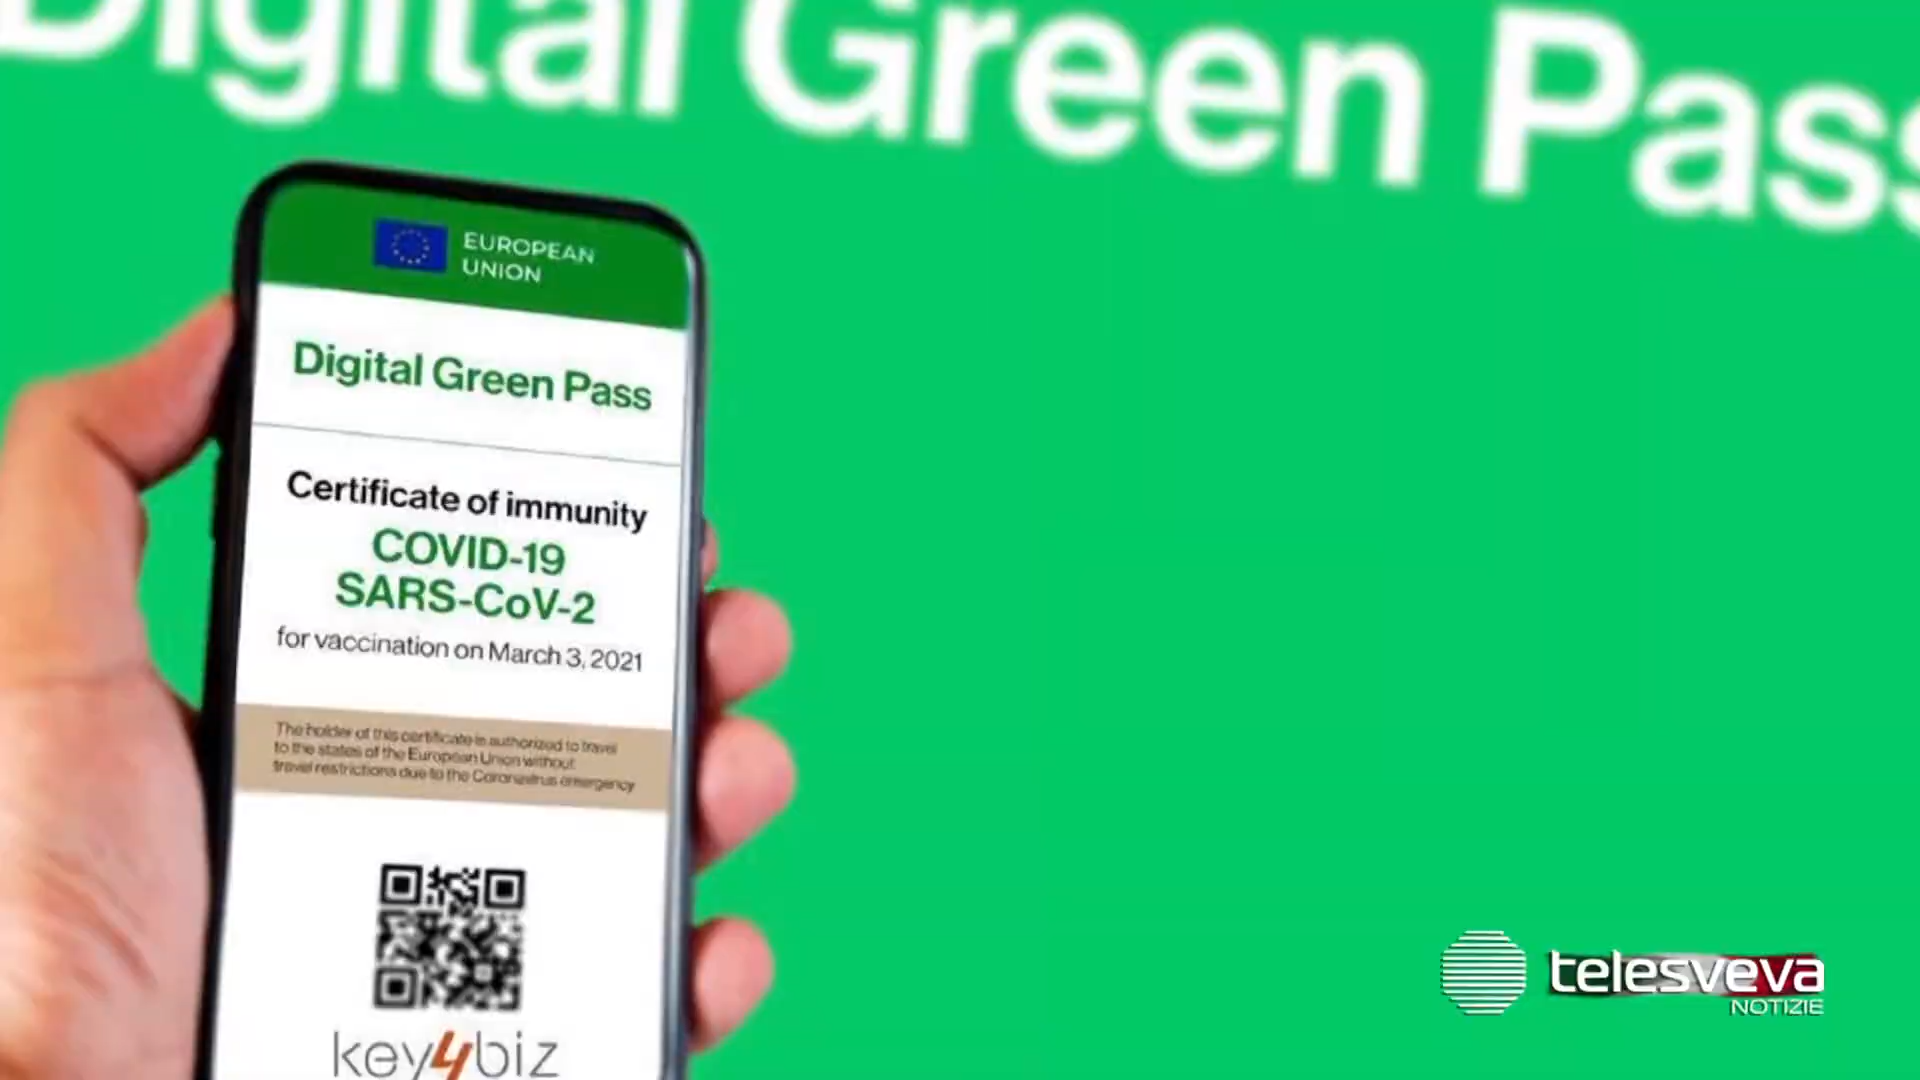 Digital Green Pass
EUROPEAN
UNION
Digital Green Pass
Certificate of immunity
COVID-19
SARS-CoV-2
for vaccination on March 3, 2021
The holder of this certificate is authorized to travel
to the states of the European Union without
travel restrictions due to the Coronavirus emergency
key4biz
telesveva
NOTIZIE